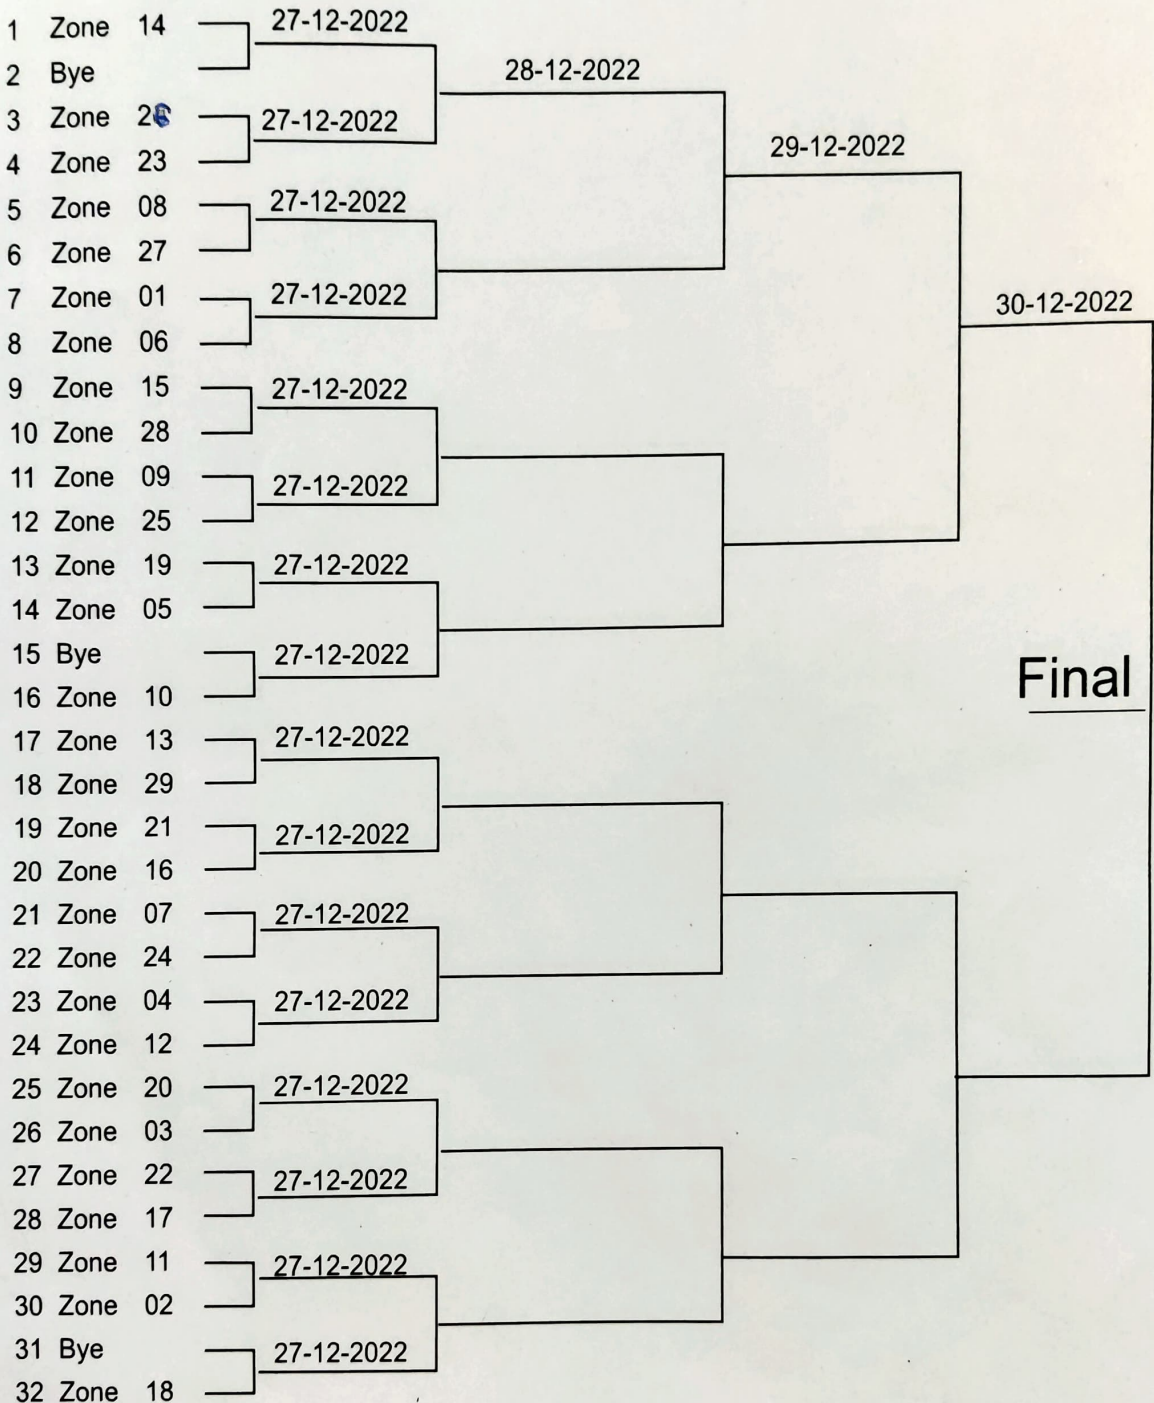 1 Zone 14
27-12-2022
2 Bye
28-12-2022
3 Zone 26
27-12-2022
4 Zone 23
29-12-2022
5 Zone 08
27-12-2022
6 Zone 27
7 Zone 01
27-12-2022
30-12-2022
8 Zone 06
9 Zone 15
27-12-2022
10 Zone 28
11 Zone 09
27-12-2022
12 Zone 25
13 Zone 19
27-12-2022
14 Zone 05
15 Bye
27-12-2022
Final
16 Zone 10
17 Zone 13
27-12-2022
18 Zone 29
19 Zone 21
27-12-2022
20 Zone 16
21 Zone 07
27-12-2022
22 Zone 24
23 Zone 04
27-12-2022
24 Zone 12
25 Zone 20
27-12-2022
26 Zone 03
27 Zone 22
27-12-2022
28 Zone 17
29 Zone 11
27-12-2022
30 Zone 02
31 Bye
27-12-2022
32 Zone 18